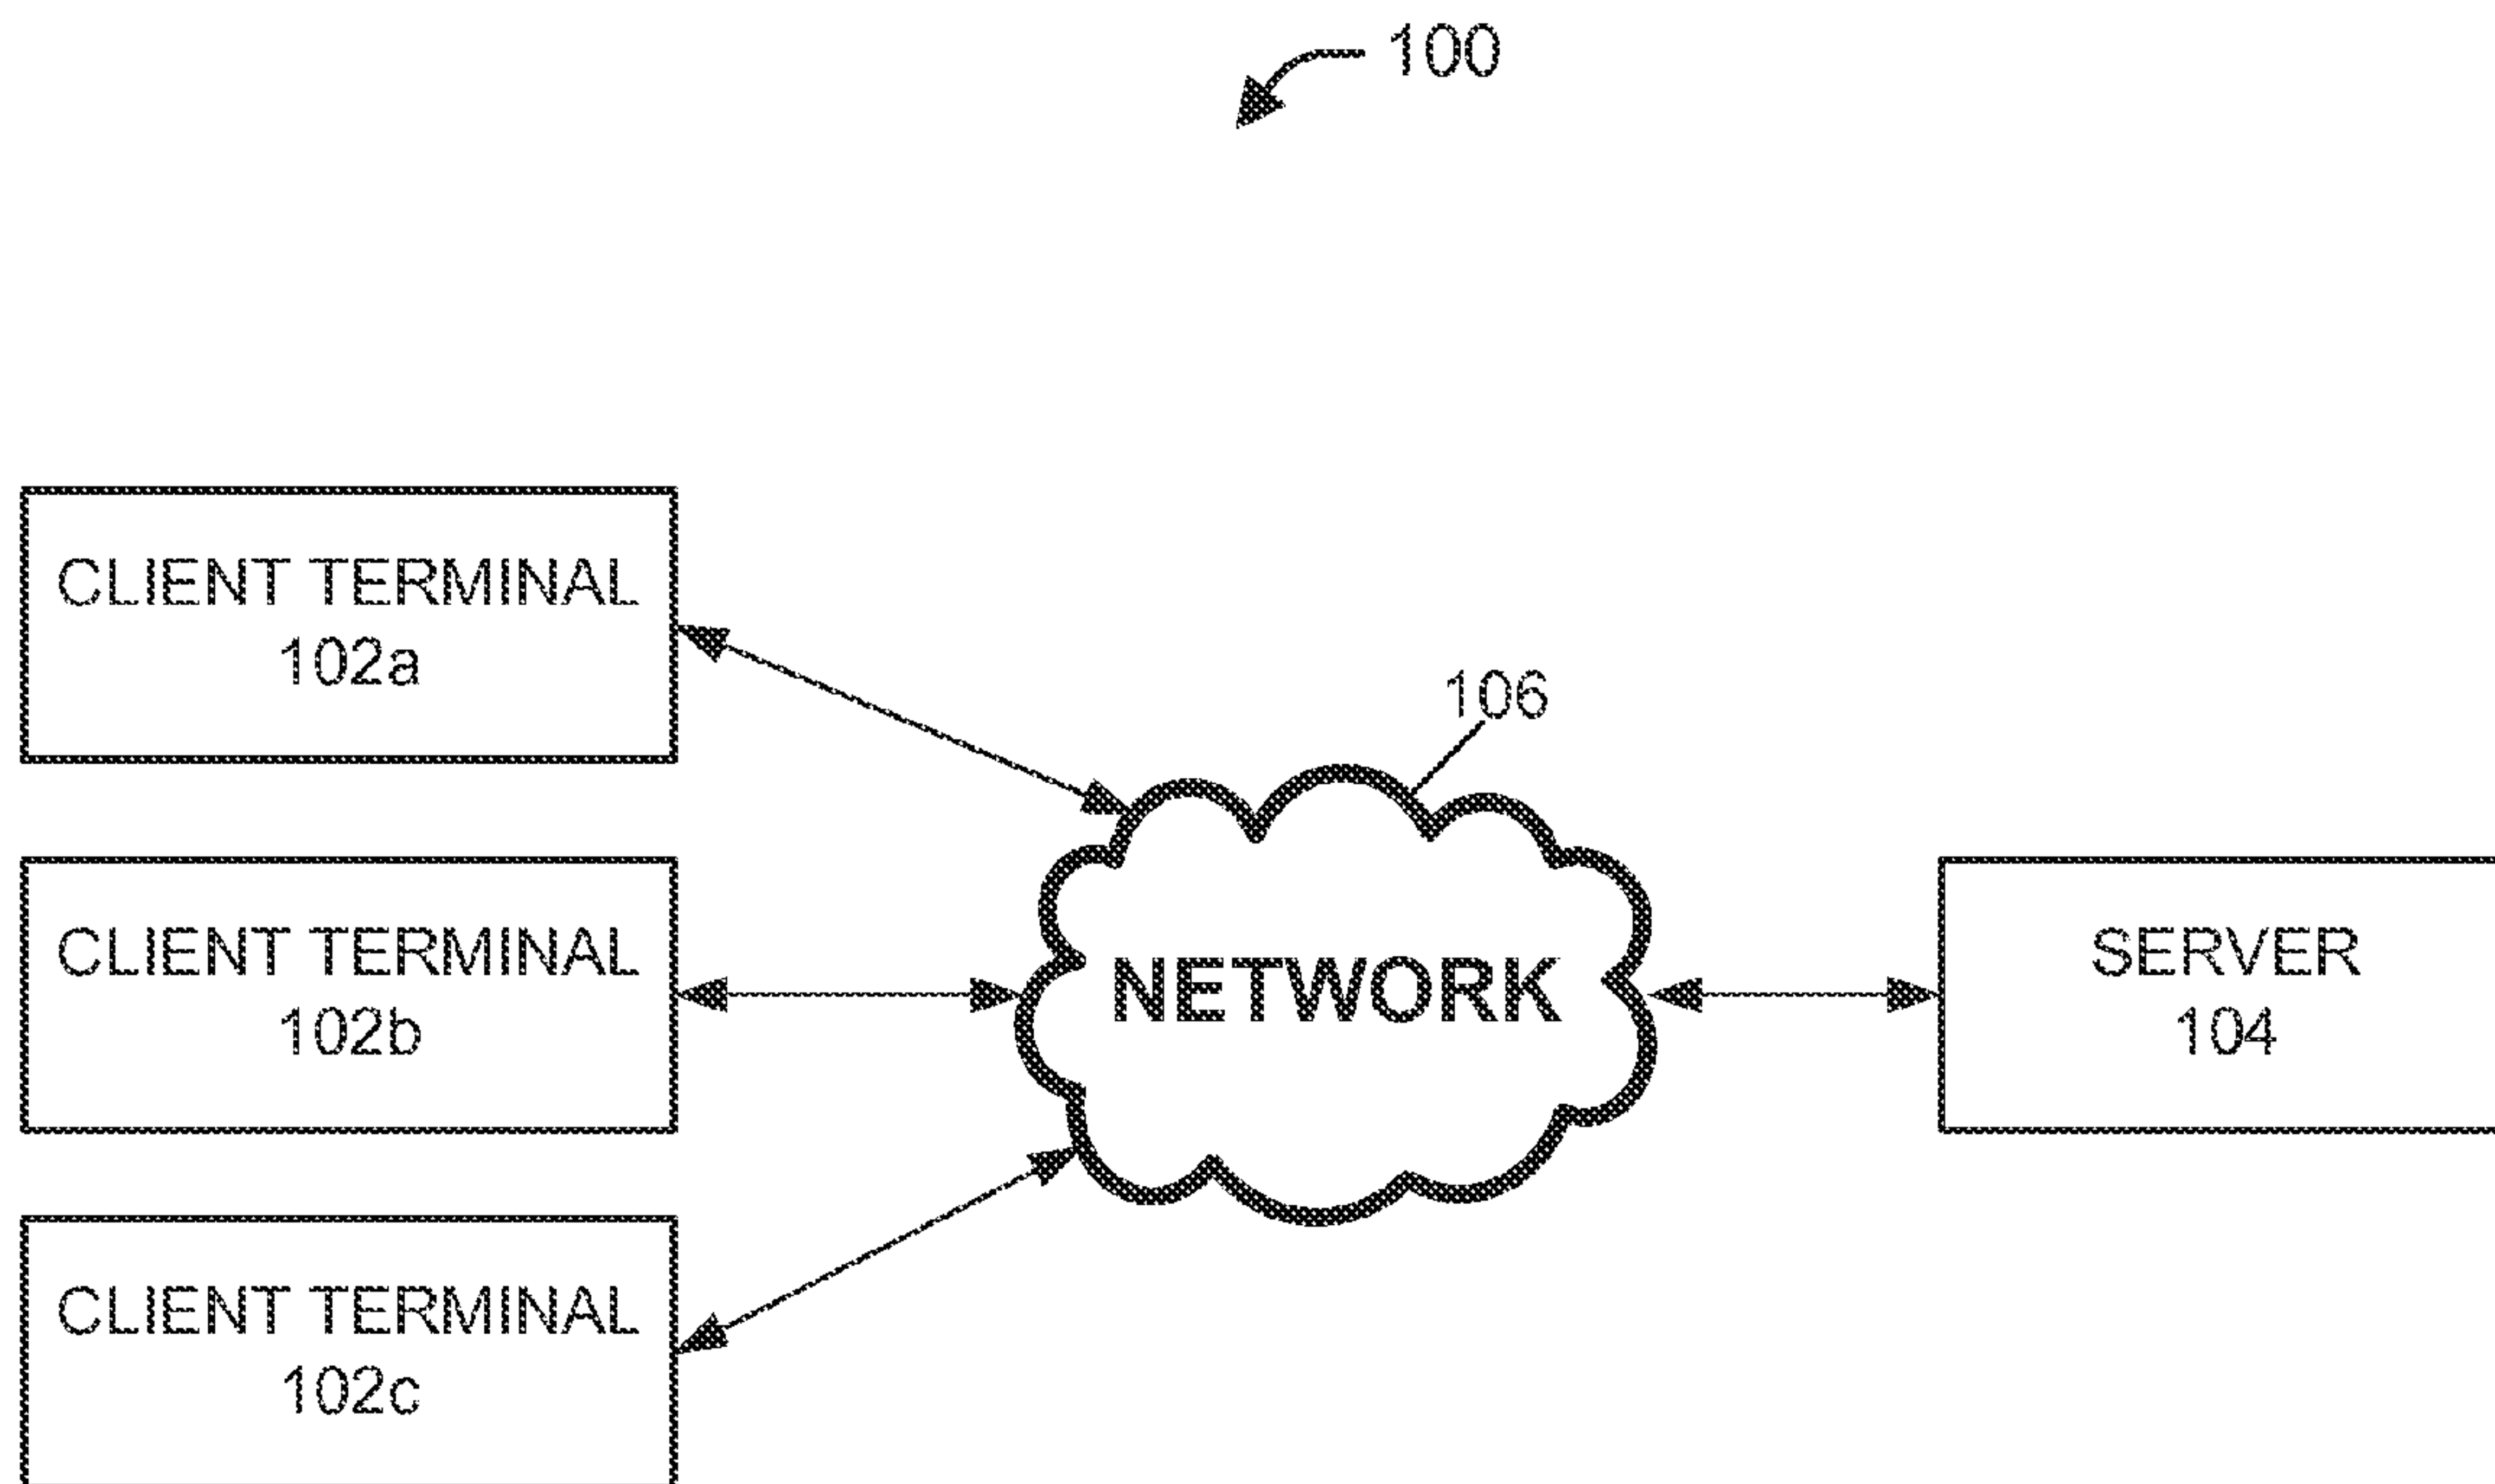 100
CLIENT TERMINAL
102a
106
CLIENT TERMINAL
102b
NETWORK
SERVER
104
CLIENT TERMINAL
102c